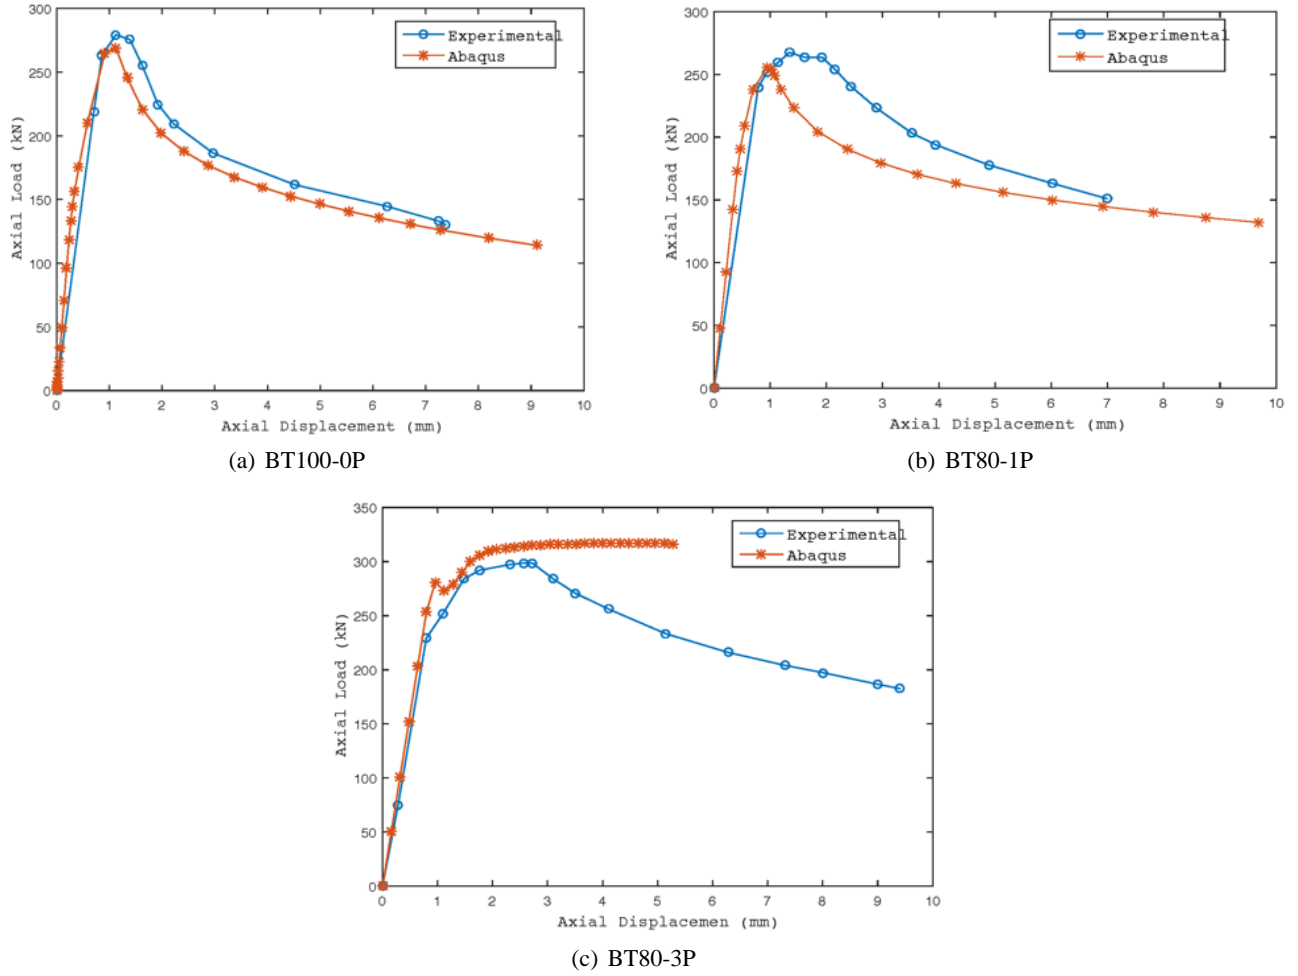 300
250
200
150
100
50
0
Axial Load (kN)
Experimental
Abaqus
0 1 2 3 4 5 6 7 8 9 10
Axial Displacement (mm)
(a) BT100-0P
300
250
200
150
100
50
0
Axial Load (kN)
Experimental
Abaqus
0 1 2 3 4 5 6 7 8 9 10
Axial Displacement (mm)
(b) BT80-1P
350
300
250
200
150
100
50
0
Axial Load (kN)
Experimental
Abaqus
0 1 2 3 4 5 6 7 8 9 10
Axial Displacemen (mm)
(c) BT80-3P